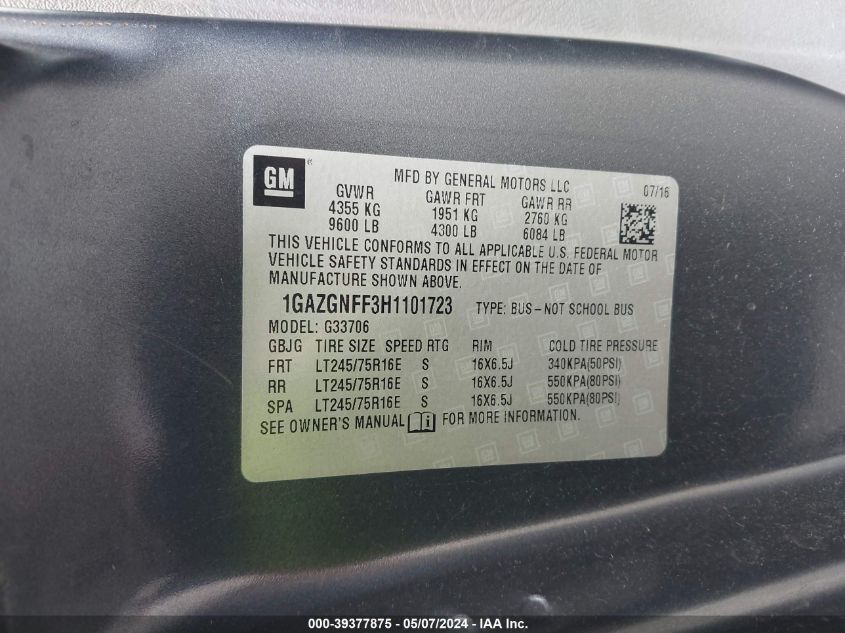 GM
MFD BY GENERAL MOTORS LLC
07/16
GVWR GAWR FRT GAWR RR
4355 KG 1951 KG 2760 KG
9600 LB 4300 LB 6084 LB
THIS VEHICLE CONFORMS TO ALL APPLICABLE U.S. FEDERAL MOTOR
VEHICLE SAFETY STANDARDS IN EFFECT ON THE DATE OF
MANUFACTURE SHOWN ABOVE.
1GAZGNFF3H1101723 TYPE: BUS-NOT SCHOOL BUS
MODEL: G33706
GBJG TIRE SIZE SPEED RTG RIM COLD TIRE PRESSURE
FRT LT245/75R16E S 16X6.5J 340KPA(50PSI)
RR LT245/75R16E S 16X6.5J 550KPA(80PSI)
SPA LT245/75R16E S 16X6.5J 550KPA(80PSI)
SEE OWNER'S MANUAL FOR MORE INFORMATION.
000-39377875 - 05/07/2024 - IAA Inc.